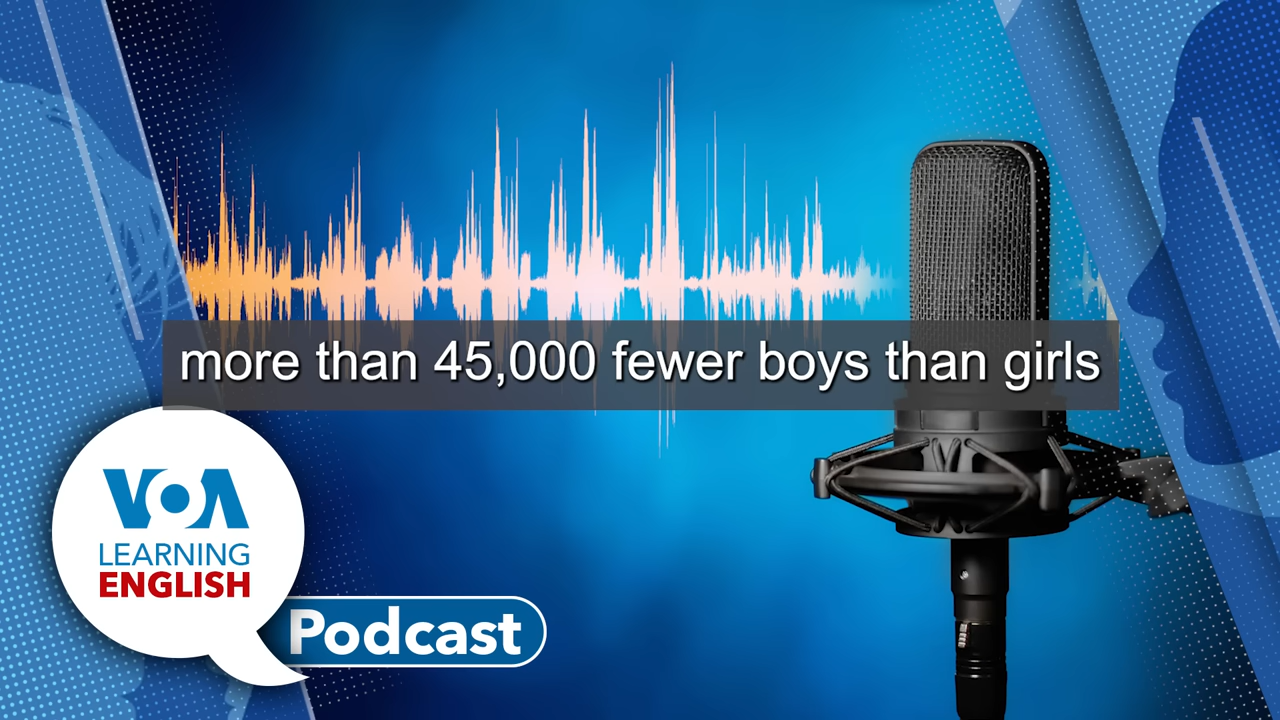 more than 45,000 fewer boys than girls
VOA
LEARNING
ENGLISH
Podcast